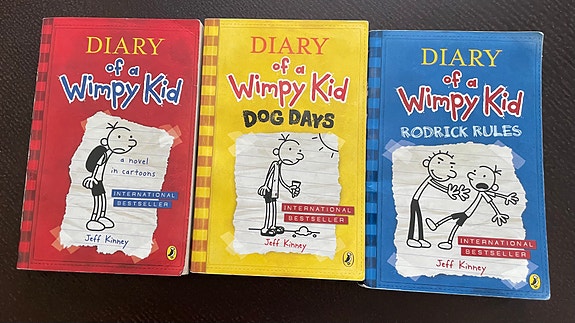 DIARY
of a
Wimpy Kid
a novel
in cartoons
INTERNATIONAL
BESTSELLER
Jeff Kinney
DIARY
of a
Wimpy Kid
DOG DAYS
INTERNATIONAL
BESTSELLER
Jeff Kinney
DIARY
of a
Wimpy Kid
RODRICK RULES
INTERNATIONAL
BESTSELLER
Jeff Kinney